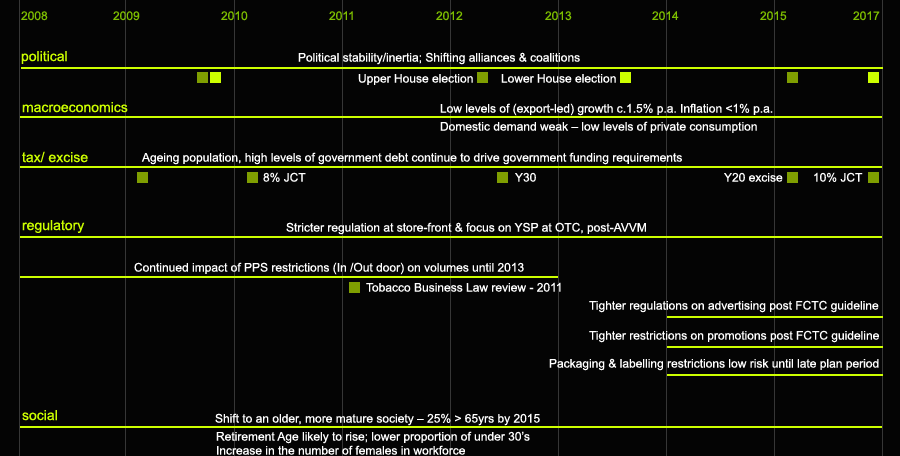 2008 2009 2010 2011 2012 2013 2014 2015 2017
political
Political stability/inertia; Shifting alliances & coalitions
Upper House election Lower House election
macroeconomics
Low levels of (export-led) growth c.1.5% p.a. Inflation <1% p.a.
Domestic demand weak – low levels of private consumption
tax/ excise
Ageing population, high levels of government debt continue to drive government funding requirements
8% JCT Y30 Y20 excise 10% JCT
regulatory
Stricter regulation at store-front & focus on YSP at OTC, post-AVVM
Continued impact of PPS restrictions (In /Out door) on volumes until 2013
Tobacco Business Law review - 2011
Tighter regulations on advertising post FCTC guideline
Tighter restrictions on promotions post FCTC guideline
Packaging & labelling restrictions low risk until late plan period
social
Shift to an older, more mature society – 25% > 65yrs by 2015
Retirement Age likely to rise; lower proportion of under 30's
Increase in the number of females in workforce